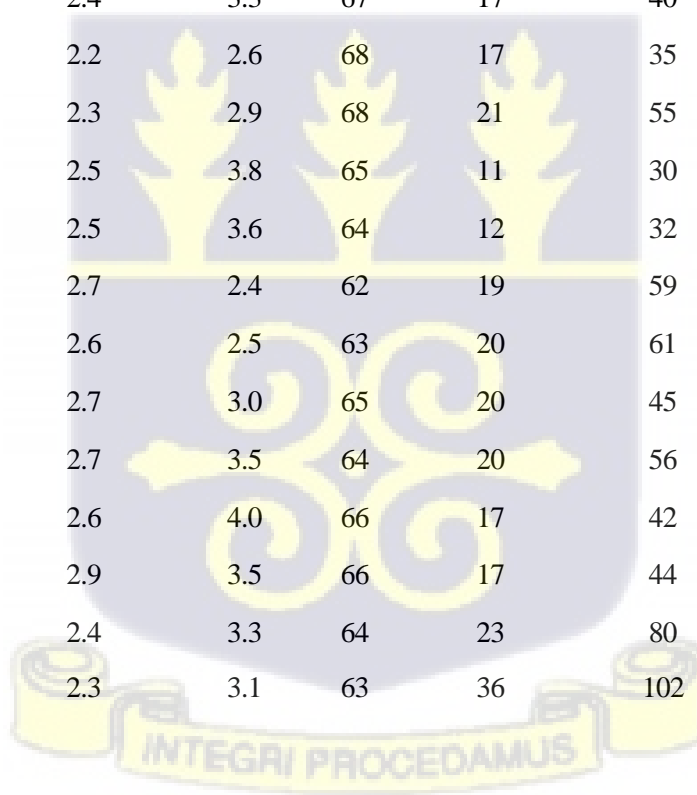 2.2 2.6 68 17 35
2.3 2.9 68 21 55
2.5 3.8 65 11 30
2.5 3.6 64 12 32
2.7 2.4 62 19 59
2.6 2.5 63 20 61
2.7 3.0 65 20 45
2.7 3.5 64 20 56
2.6 4.0 66 17 42
2.9 3.5 66 17 44
2.4 3.3 64 23 80
2.3 3.1 63 36 102
INTEGRI PROCEDAMUS